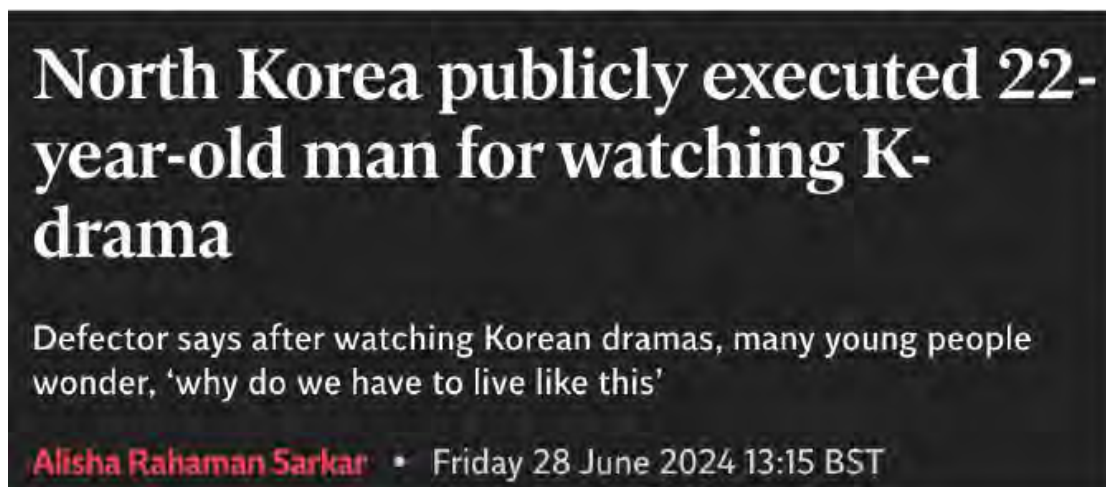 North Korea publicly executed 22-
year-old man for watching K-
drama
Defector says after watching Korean dramas, many young people
wonder, ‘why do we have to live like this’
Alisha Rahaman Sarkar • Friday 28 June 2024 13:15 BST